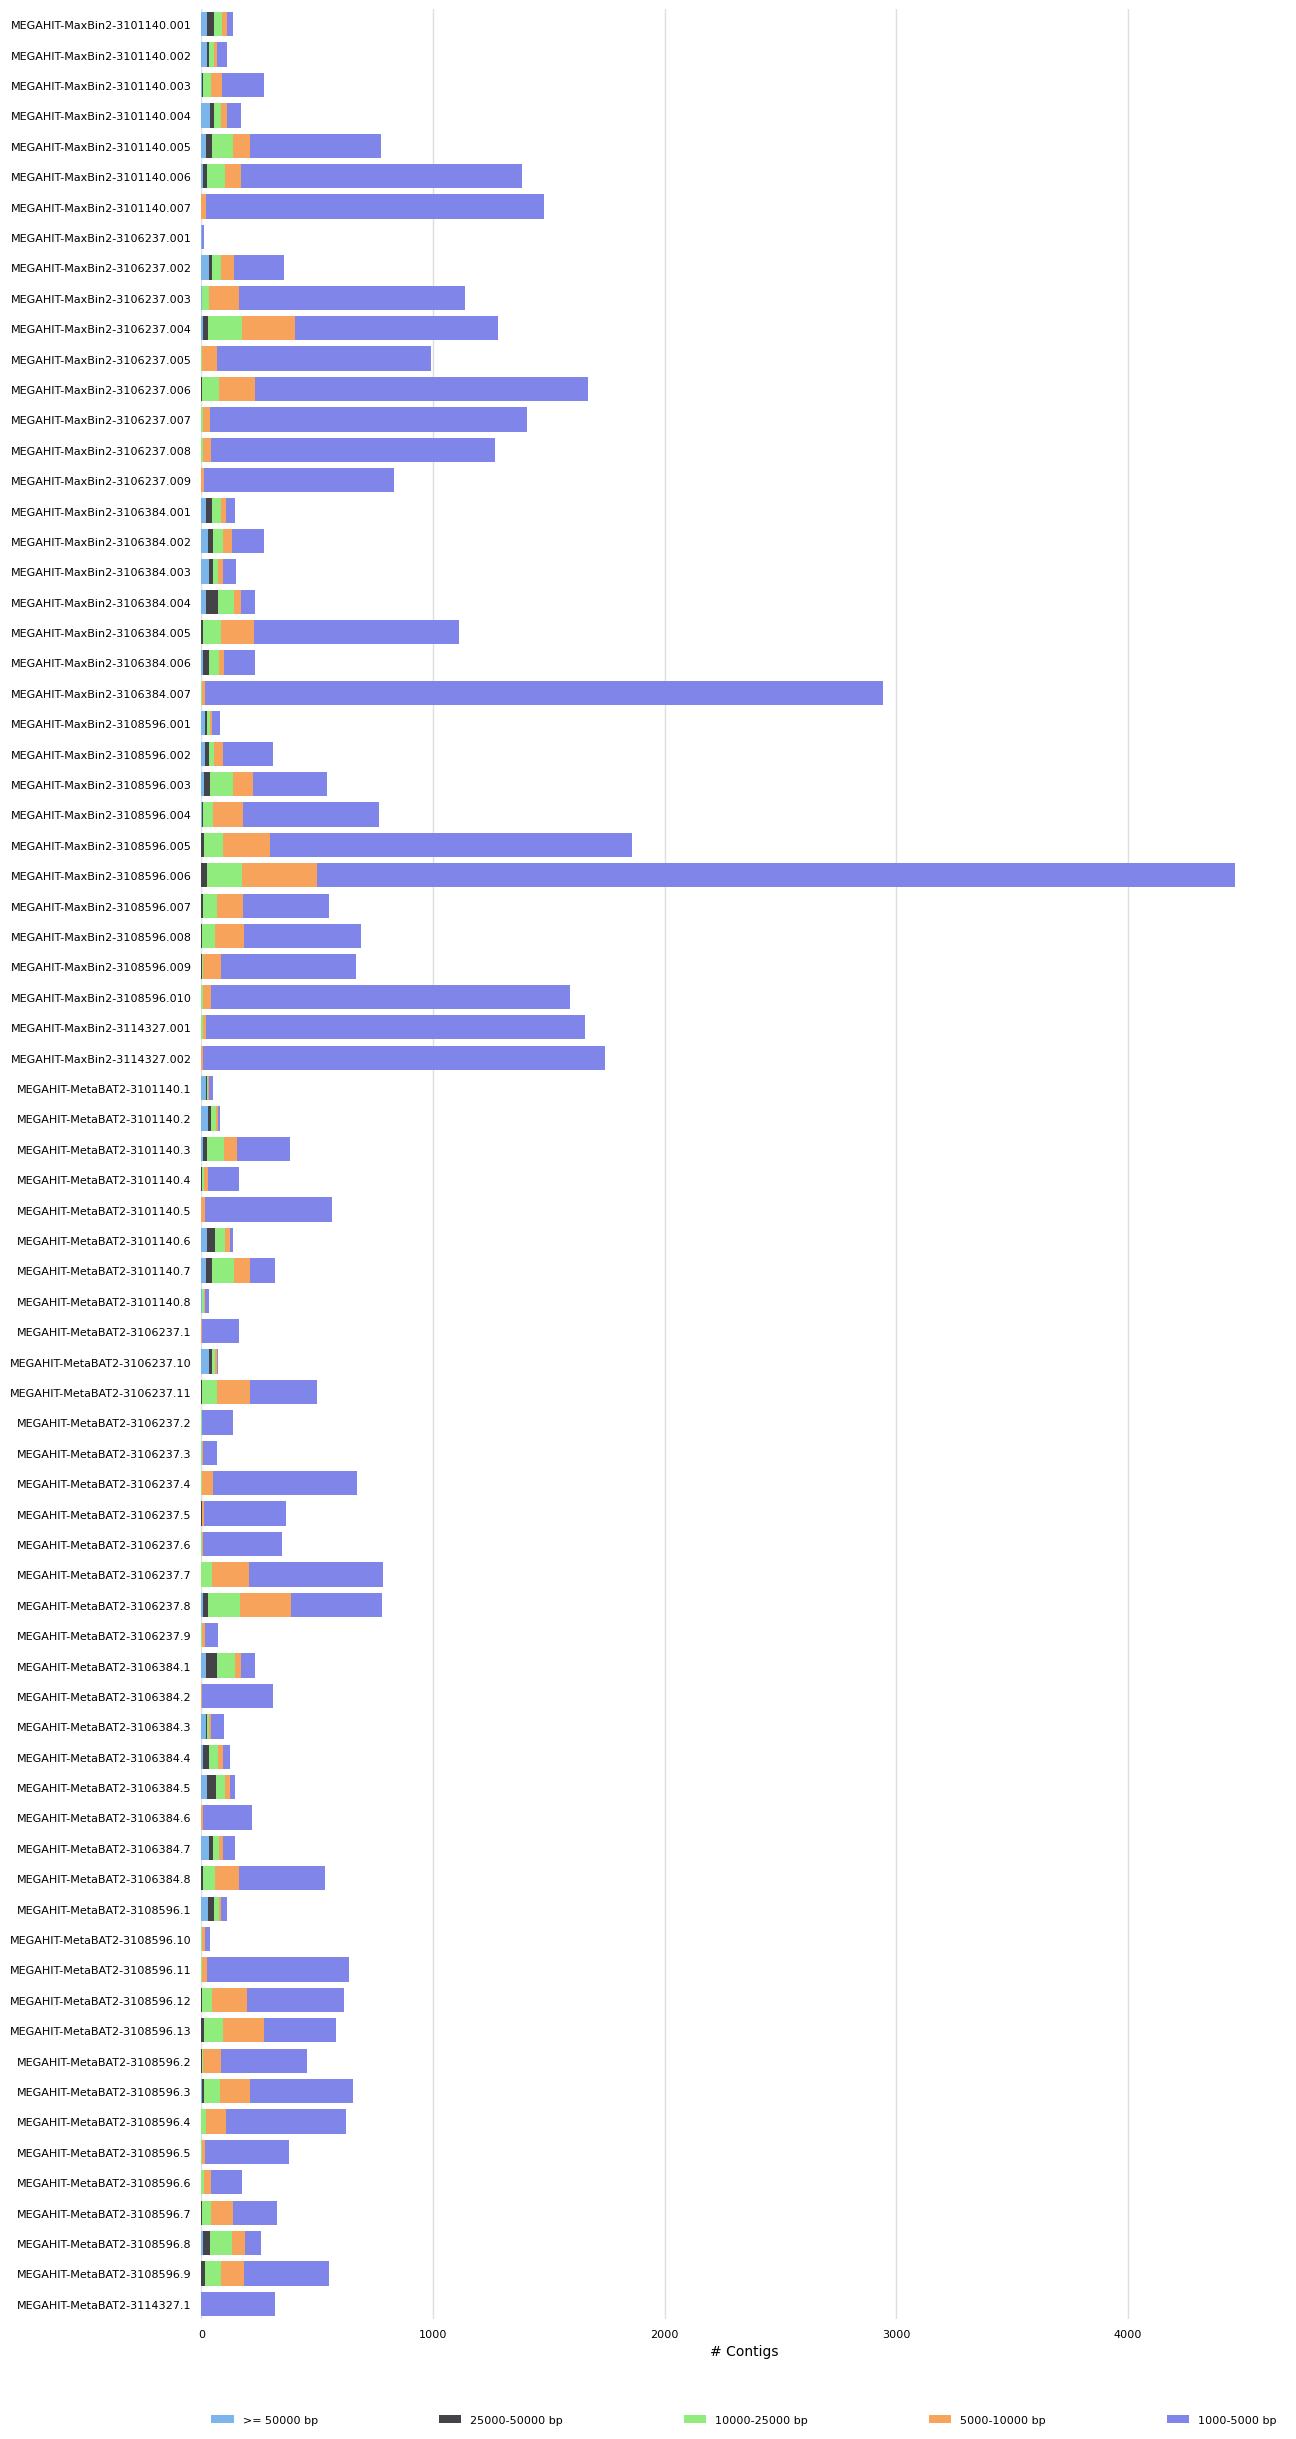 MEGAHIT-MaxBin2-3101140.001
MEGAHIT-MaxBin2-3101140.002
MEGAHIT-MaxBin2-3101140.003
MEGAHIT-MaxBin2-3101140.004
MEGAHIT-MaxBin2-3101140.005
MEGAHIT-MaxBin2-3101140.006
MEGAHIT-MaxBin2-3101140.007
MEGAHIT-MaxBin2-3106237.001
MEGAHIT-MaxBin2-3106237.002
MEGAHIT-MaxBin2-3106237.003
MEGAHIT-MaxBin2-3106237.004
MEGAHIT-MaxBin2-3106237.005
MEGAHIT-MaxBin2-3106237.006
MEGAHIT-MaxBin2-3106237.007
MEGAHIT-MaxBin2-3106237.008
MEGAHIT-MaxBin2-3106237.009
MEGAHIT-MaxBin2-3106384.001
MEGAHIT-MaxBin2-3106384.002
MEGAHIT-MaxBin2-3106384.003
MEGAHIT-MaxBin2-3106384.004
MEGAHIT-MaxBin2-3106384.005
MEGAHIT-MaxBin2-3106384.006
MEGAHIT-MaxBin2-3106384.007
MEGAHIT-MaxBin2-3108596.001
MEGAHIT-MaxBin2-3108596.002
MEGAHIT-MaxBin2-3108596.003
MEGAHIT-MaxBin2-3108596.004
MEGAHIT-MaxBin2-3108596.005
MEGAHIT-MaxBin2-3108596.006
MEGAHIT-MaxBin2-3108596.007
MEGAHIT-MaxBin2-3108596.008
MEGAHIT-MaxBin2-3108596.009
MEGAHIT-MaxBin2-3108596.010
MEGAHIT-MaxBin2-3114327.001
MEGAHIT-MaxBin2-3114327.002
MEGAHIT-MetaBAT2-3101140.1
MEGAHIT-MetaBAT2-3101140.2
MEGAHIT-MetaBAT2-3101140.3
MEGAHIT-MetaBAT2-3101140.4
MEGAHIT-MetaBAT2-3101140.5
MEGAHIT-MetaBAT2-3101140.6
MEGAHIT-MetaBAT2-3101140.7
MEGAHIT-MetaBAT2-3101140.8
MEGAHIT-MetaBAT2-3106237.1
MEGAHIT-MetaBAT2-3106237.10
MEGAHIT-MetaBAT2-3106237.11
MEGAHIT-MetaBAT2-3106237.2
MEGAHIT-MetaBAT2-3106237.3
MEGAHIT-MetaBAT2-3106237.4
MEGAHIT-MetaBAT2-3106237.5
MEGAHIT-MetaBAT2-3106237.6
MEGAHIT-MetaBAT2-3106237.7
MEGAHIT-MetaBAT2-3106237.8
MEGAHIT-MetaBAT2-3106237.9
MEGAHIT-MetaBAT2-3106384.1
MEGAHIT-MetaBAT2-3106384.2
MEGAHIT-MetaBAT2-3106384.3
MEGAHIT-MetaBAT2-3106384.4
MEGAHIT-MetaBAT2-3106384.5
MEGAHIT-MetaBAT2-3106384.6
MEGAHIT-MetaBAT2-3106384.7
MEGAHIT-MetaBAT2-3106384.8
MEGAHIT-MetaBAT2-3108596.1
MEGAHIT-MetaBAT2-3108596.10
MEGAHIT-MetaBAT2-3108596.11
MEGAHIT-MetaBAT2-3108596.12
MEGAHIT-MetaBAT2-3108596.13
MEGAHIT-MetaBAT2-3108596.2
MEGAHIT-MetaBAT2-3108596.3
MEGAHIT-MetaBAT2-3108596.4
MEGAHIT-MetaBAT2-3108596.5
MEGAHIT-MetaBAT2-3108596.6
MEGAHIT-MetaBAT2-3108596.7
MEGAHIT-MetaBAT2-3108596.8
MEGAHIT-MetaBAT2-3108596.9
MEGAHIT-MetaBAT2-3114327.1
0 1000 2000 3000 4000
# Contigs
>= 50000 bp 25000-50000 bp 10000-25000 bp 5000-10000 bp 1000-5000 bp